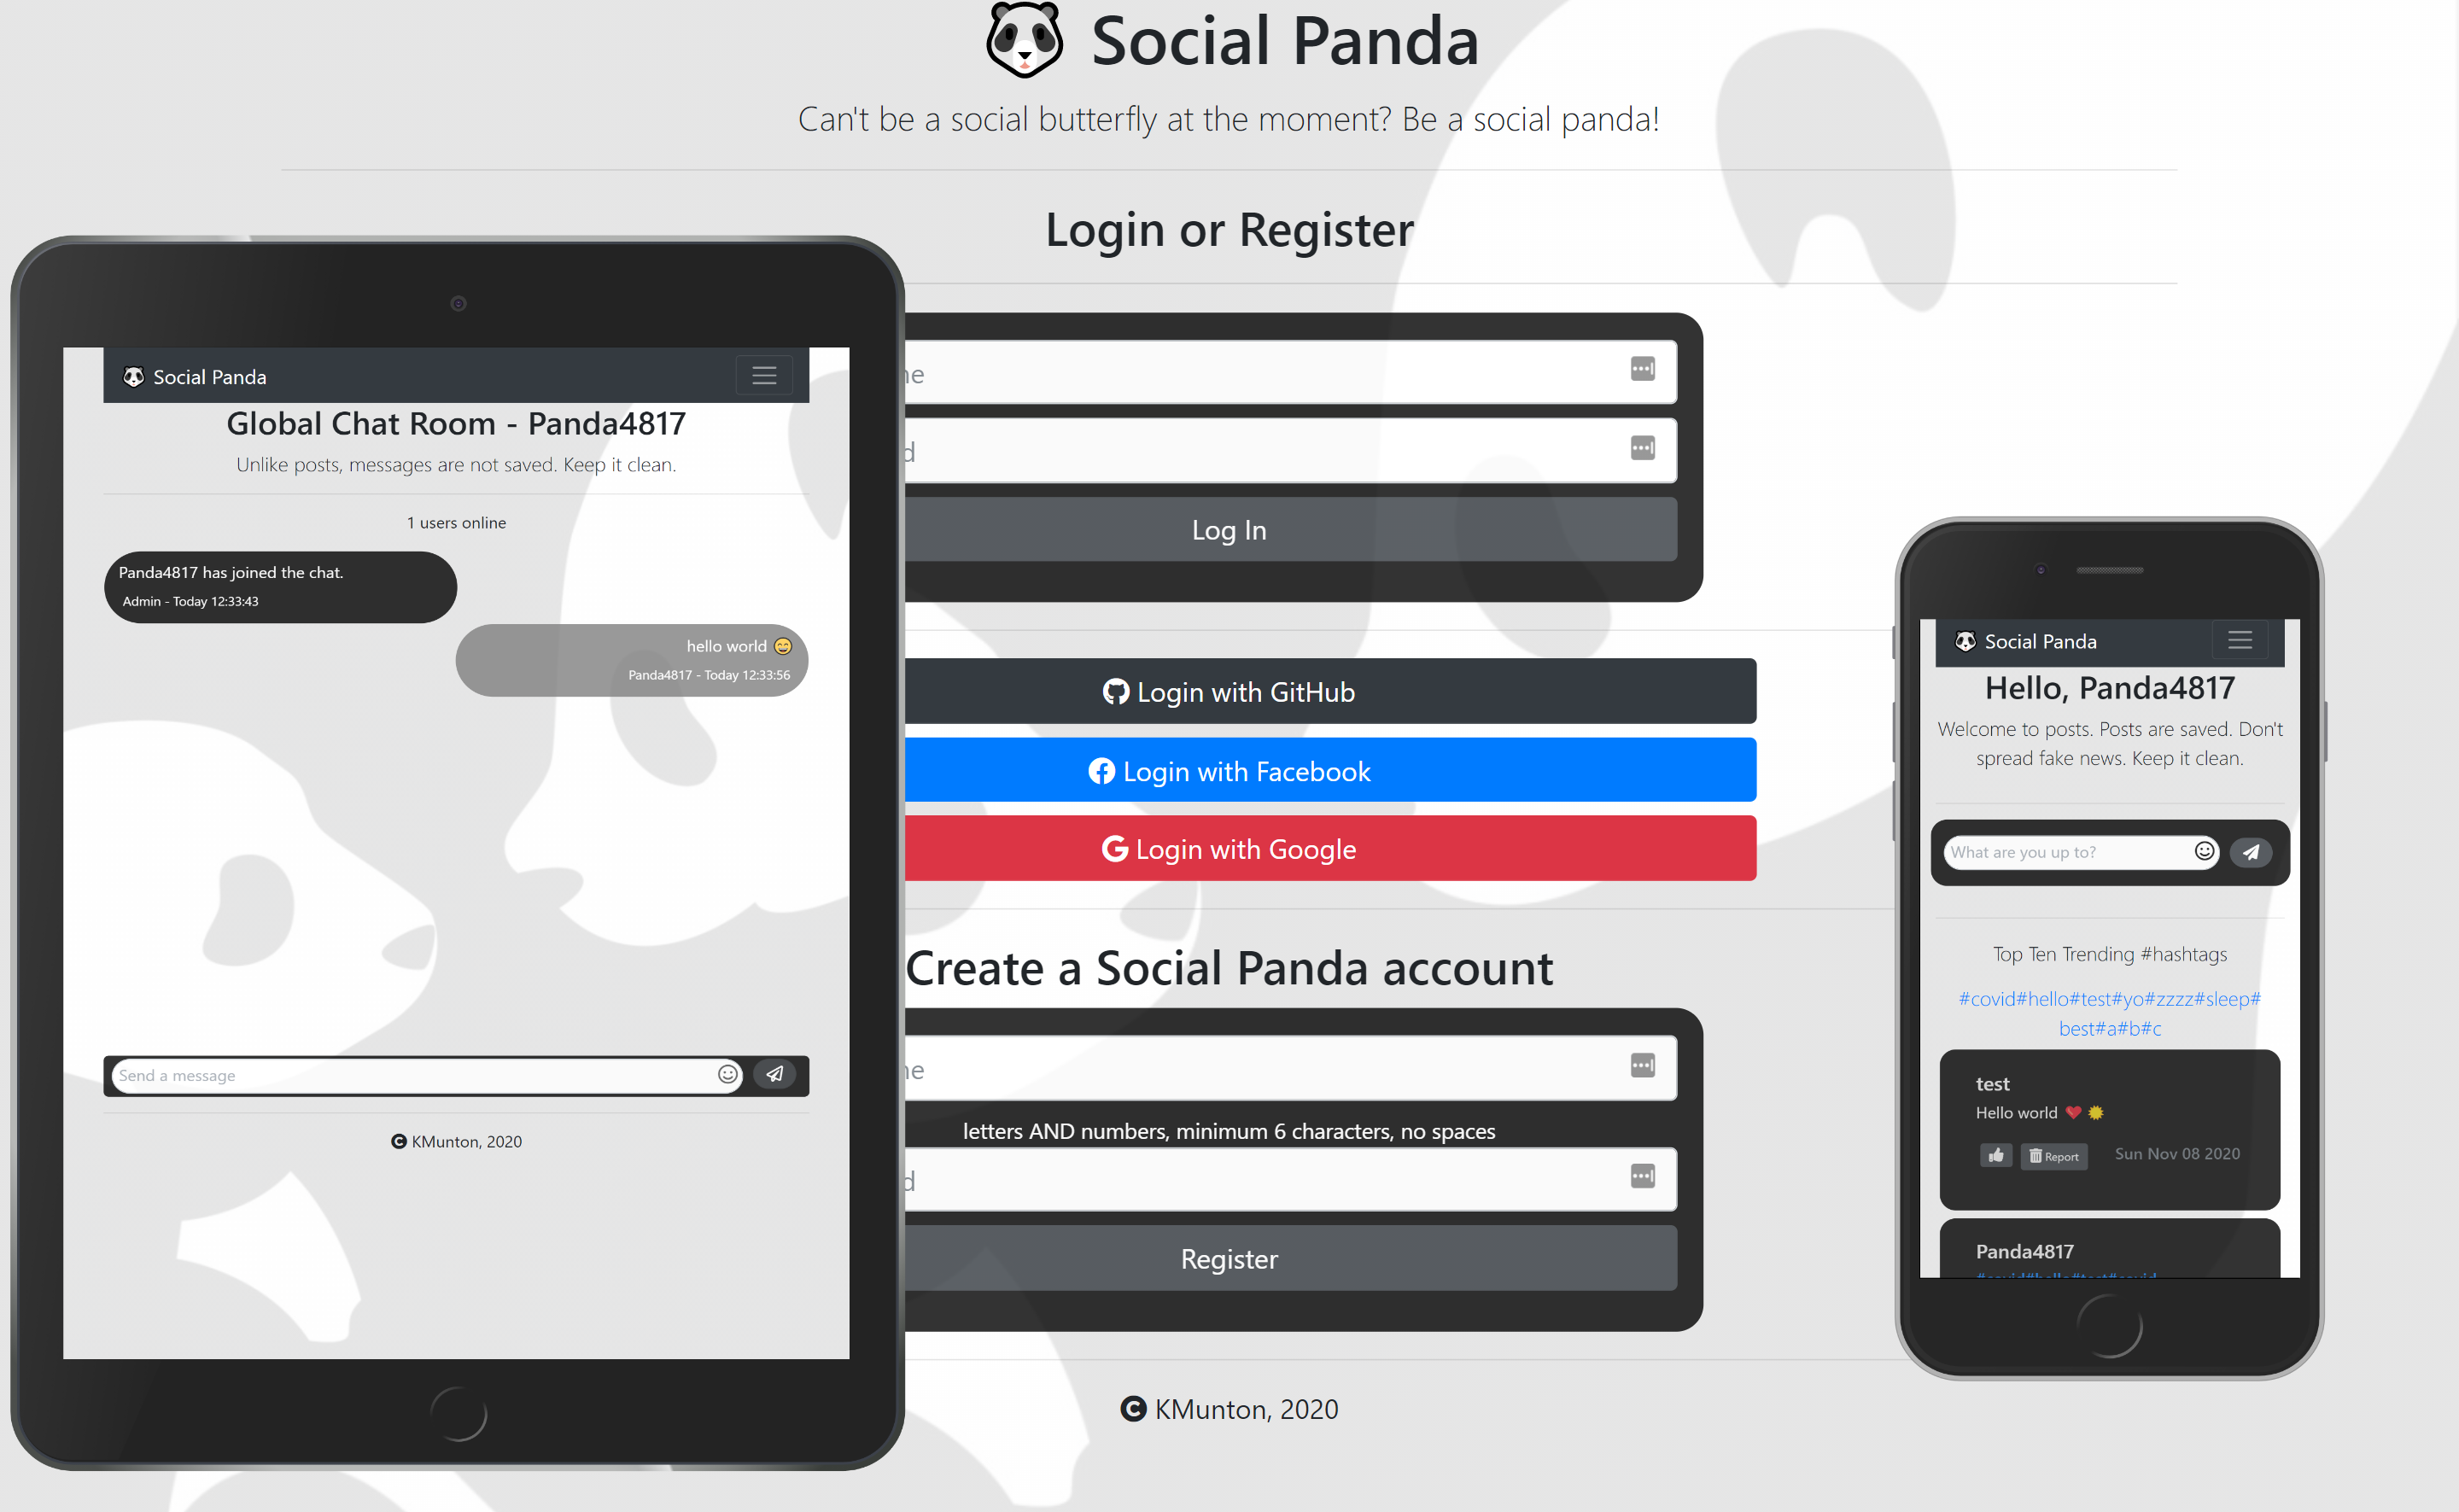 Social Panda
Can't be a social butterfly at the moment? Be a social panda!
Login or Register
Log In
Login with GitHub
Login with Facebook
Login with Google
Create a Social Panda account
letters AND numbers, minimum 6 characters, no spaces
Register
KMunton, 2020
Social Panda
Global Chat Room - Panda4817
Unlike posts, messages are not saved. Keep it clean.
1 users online
Panda4817 has joined the chat.
Admin - Today 12:33:43
hello world 😄
Panda4817 - Today 12:33:56
Send a message
KMunton, 2020
Social Panda
Hello, Panda4817
Welcome to posts. Posts are saved. Don't
spread fake news. Keep it clean.
What are you up to?
Top Ten Trending #hashtags
#covid#hello#test#yo#zzzz#sleep#
best#a#b#c
test
Hello world
Report
Sun Nov 08 2020
Panda4817